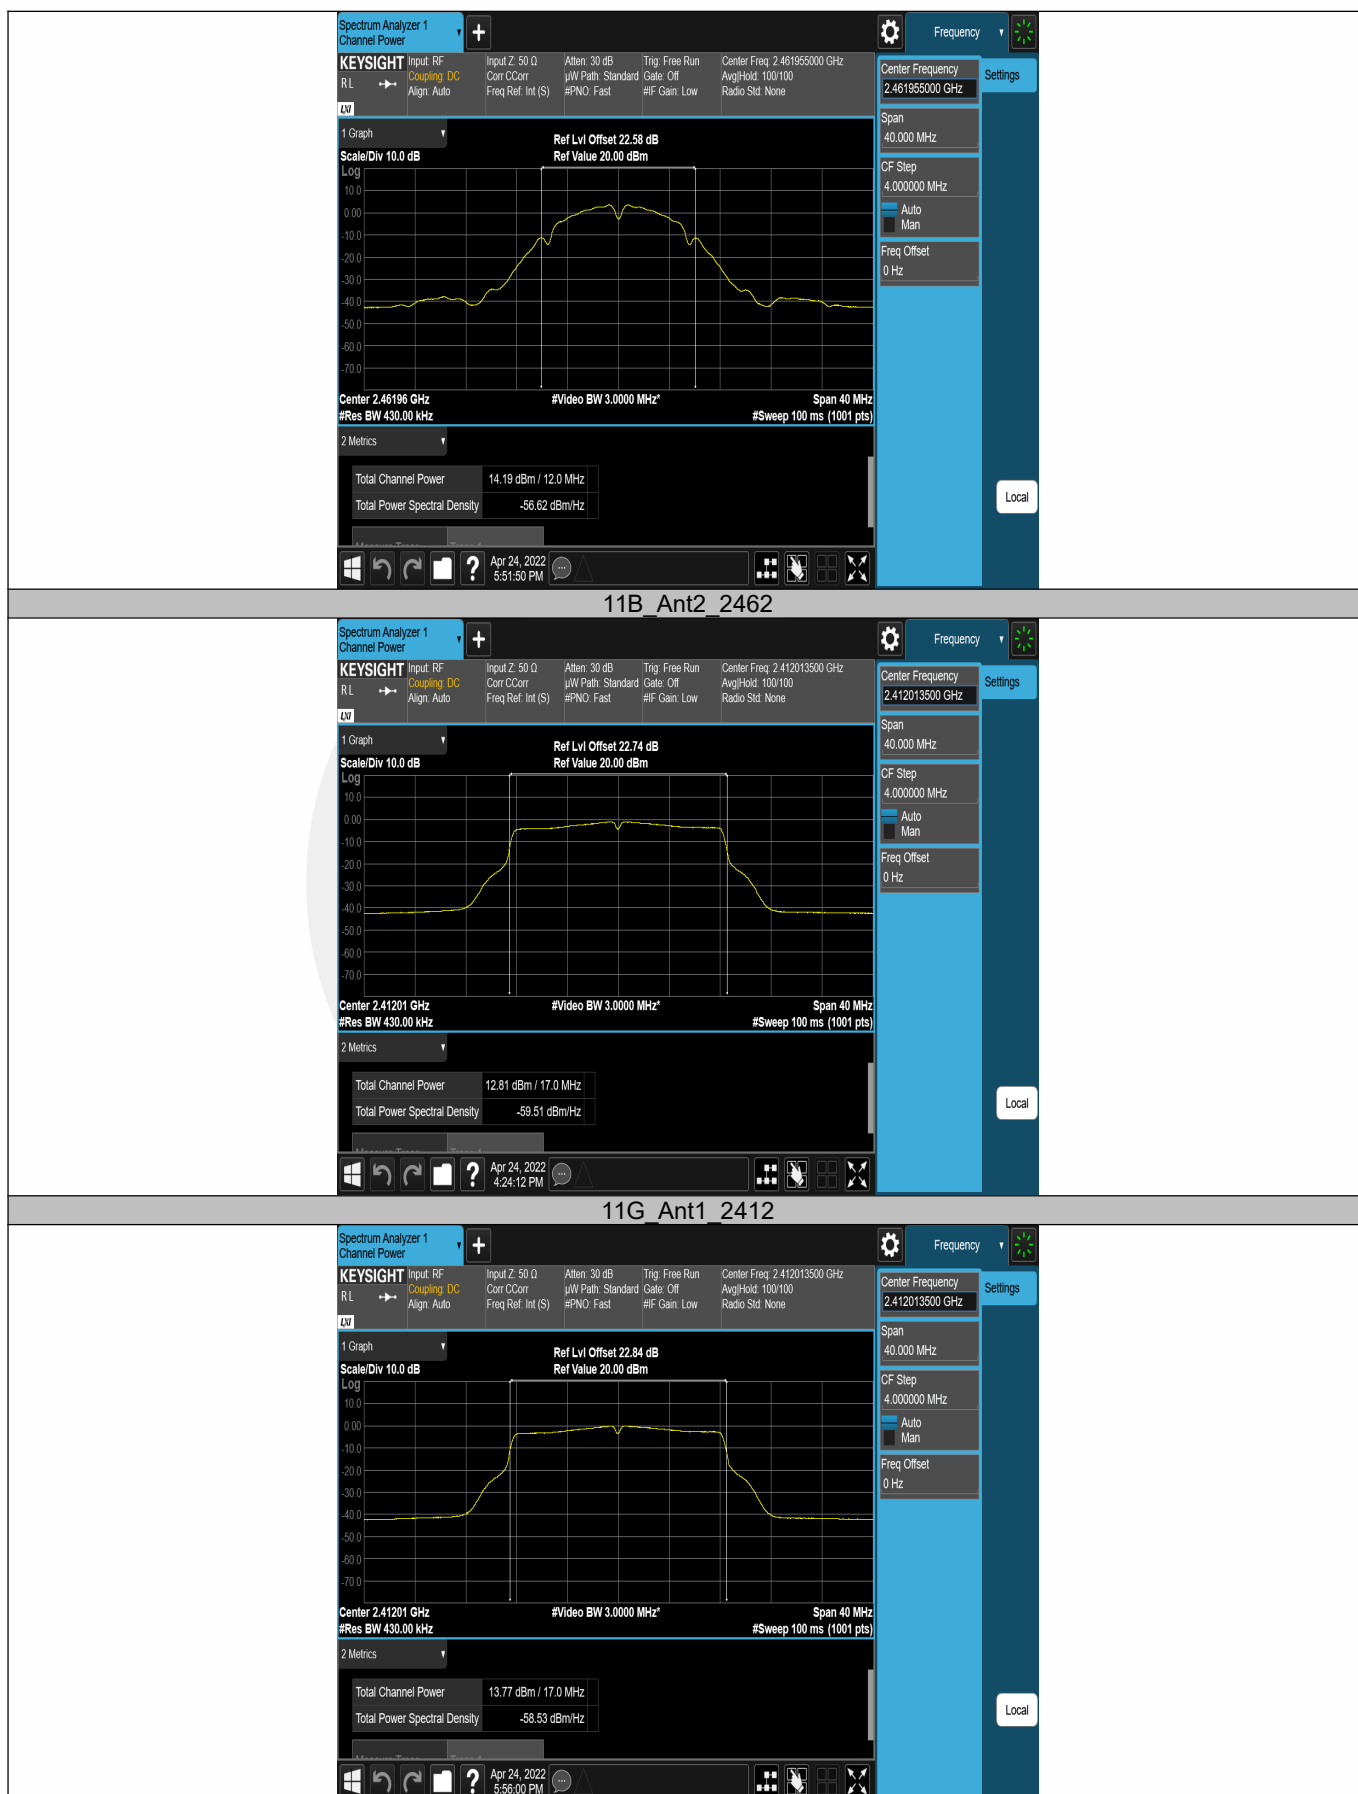 Spectrum Analyzer 1
Channel Power
Frequency
KEYSIGHT
RL
LXI
Input: RF
Coupling: DC
Align: Auto
Input Z: 50 Ω
Corr CCorr
Freq Ref: Int (S)
Atten: 30 dB
µW Path: Standard
#PNO: Fast
Trig: Free Run
Gate: Off
#IF Gain: Low
Center Freq: 2.461955000 GHz
Avg|Hold: 100/100
Radio Std: None
Center Frequency
2.461955000 GHz
Settings
Span
40.000 MHz
CF Step
4.000000 MHz
Auto
Man
Freq Offset
0 Hz
1 Graph
Scale/Div 10.0 dB
Ref Lvl Offset 22.58 dB
Ref Value 20.00 dBm
Log
10.0
0.00
-10.0
-20.0
-30.0
-40.0
-50.0
-60.0
-70.0
Center 2.46196 GHz
#Video BW 3.0000 MHz*
Span 40 MHz
#Res BW 430.00 kHz
#Sweep 100 ms (1001 pts)
2 Metrics
Total Channel Power 14.19 dBm / 12.0 MHz
Total Power Spectral Density -56.62 dBm/Hz
Local
Apr 24, 2022
5:51:50 PM
11B_Ant2_2462
Spectrum Analyzer 1
Channel Power
Frequency
KEYSIGHT
RL
LXI
Input: RF
Coupling: DC
Align: Auto
Input Z: 50 Ω
Corr CCorr
Freq Ref: Int (S)
Atten: 30 dB
µW Path: Standard
#PNO: Fast
Trig: Free Run
Gate: Off
#IF Gain: Low
Center Freq: 2.412013500 GHz
Avg|Hold: 100/100
Radio Std: None
Center Frequency
2.412013500 GHz
Settings
Span
40.000 MHz
CF Step
4.000000 MHz
Auto
Man
Freq Offset
0 Hz
1 Graph
Scale/Div 10.0 dB
Ref Lvl Offset 22.74 dB
Ref Value 20.00 dBm
Log
10.0
0.00
-10.0
-20.0
-30.0
-40.0
-50.0
-60.0
-70.0
Center 2.41201 GHz
#Video BW 3.0000 MHz*
Span 40 MHz
#Res BW 430.00 kHz
#Sweep 100 ms (1001 pts)
2 Metrics
Total Channel Power 12.81 dBm / 17.0 MHz
Total Power Spectral Density -59.51 dBm/Hz
Local
Apr 24, 2022
4:24:12 PM
11G_Ant1_2412
Spectrum Analyzer 1
Channel Power
Frequency
KEYSIGHT
RL
LXI
Input: RF
Coupling: DC
Align: Auto
Input Z: 50 Ω
Corr CCorr
Freq Ref: Int (S)
Atten: 30 dB
µW Path: Standard
#PNO: Fast
Trig: Free Run
Gate: Off
#IF Gain: Low
Center Freq: 2.412013500 GHz
Avg|Hold: 100/100
Radio Std: None
Center Frequency
2.412013500 GHz
Settings
Span
40.000 MHz
CF Step
4.000000 MHz
Auto
Man
Freq Offset
0 Hz
1 Graph
Scale/Div 10.0 dB
Ref Lvl Offset 22.84 dB
Ref Value 20.00 dBm
Log
10.0
0.00
-10.0
-20.0
-30.0
-40.0
-50.0
-60.0
-70.0
Center 2.41201 GHz
#Video BW 3.0000 MHz*
Span 40 MHz
#Res BW 430.00 kHz
#Sweep 100 ms (1001 pts)
2 Metrics
Total Channel Power 13.77 dBm / 17.0 MHz
Total Power Spectral Density -58.53 dBm/Hz
Local
Apr 24, 2022
5:56:00 PM